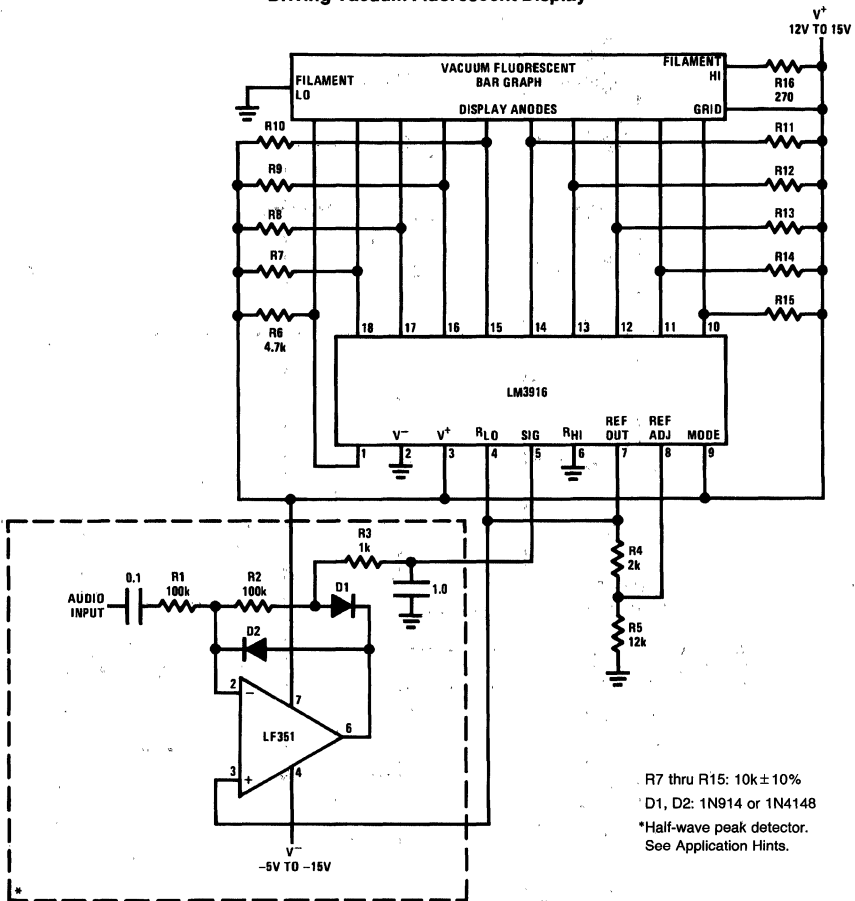 Driving Vacuum Fluorescent Display
V+
12V TO 15V
FILAMENT
LO
VACUUM FLUORESCENT
BAR GRAPH
FILAMENT
HI
DISPLAY ANODES
GRID
R16
270
R10
R11
R9
R12
R8
R13
R7
R14
R6
4.7k
R15
18
17
16
15
14
13
12
11
10
LM3916
V−
V+
RLO
SIG
RHI
REF
OUT
REF
ADJ
MODE
1
2
3
4
5
6
7
8
9
R3
1k
R4
2k
0.1
R1
100k
R2
100k
D1
1.0
AUDIO
INPUT
D2
R5
12k
2
−
7
LF351
6
3
+
4
V−
−5V TO −15V
R7 thru R15: 10k±10%
D1, D2: 1N914 or 1N4148
*Half-wave peak detector.
See Application Hints.
*